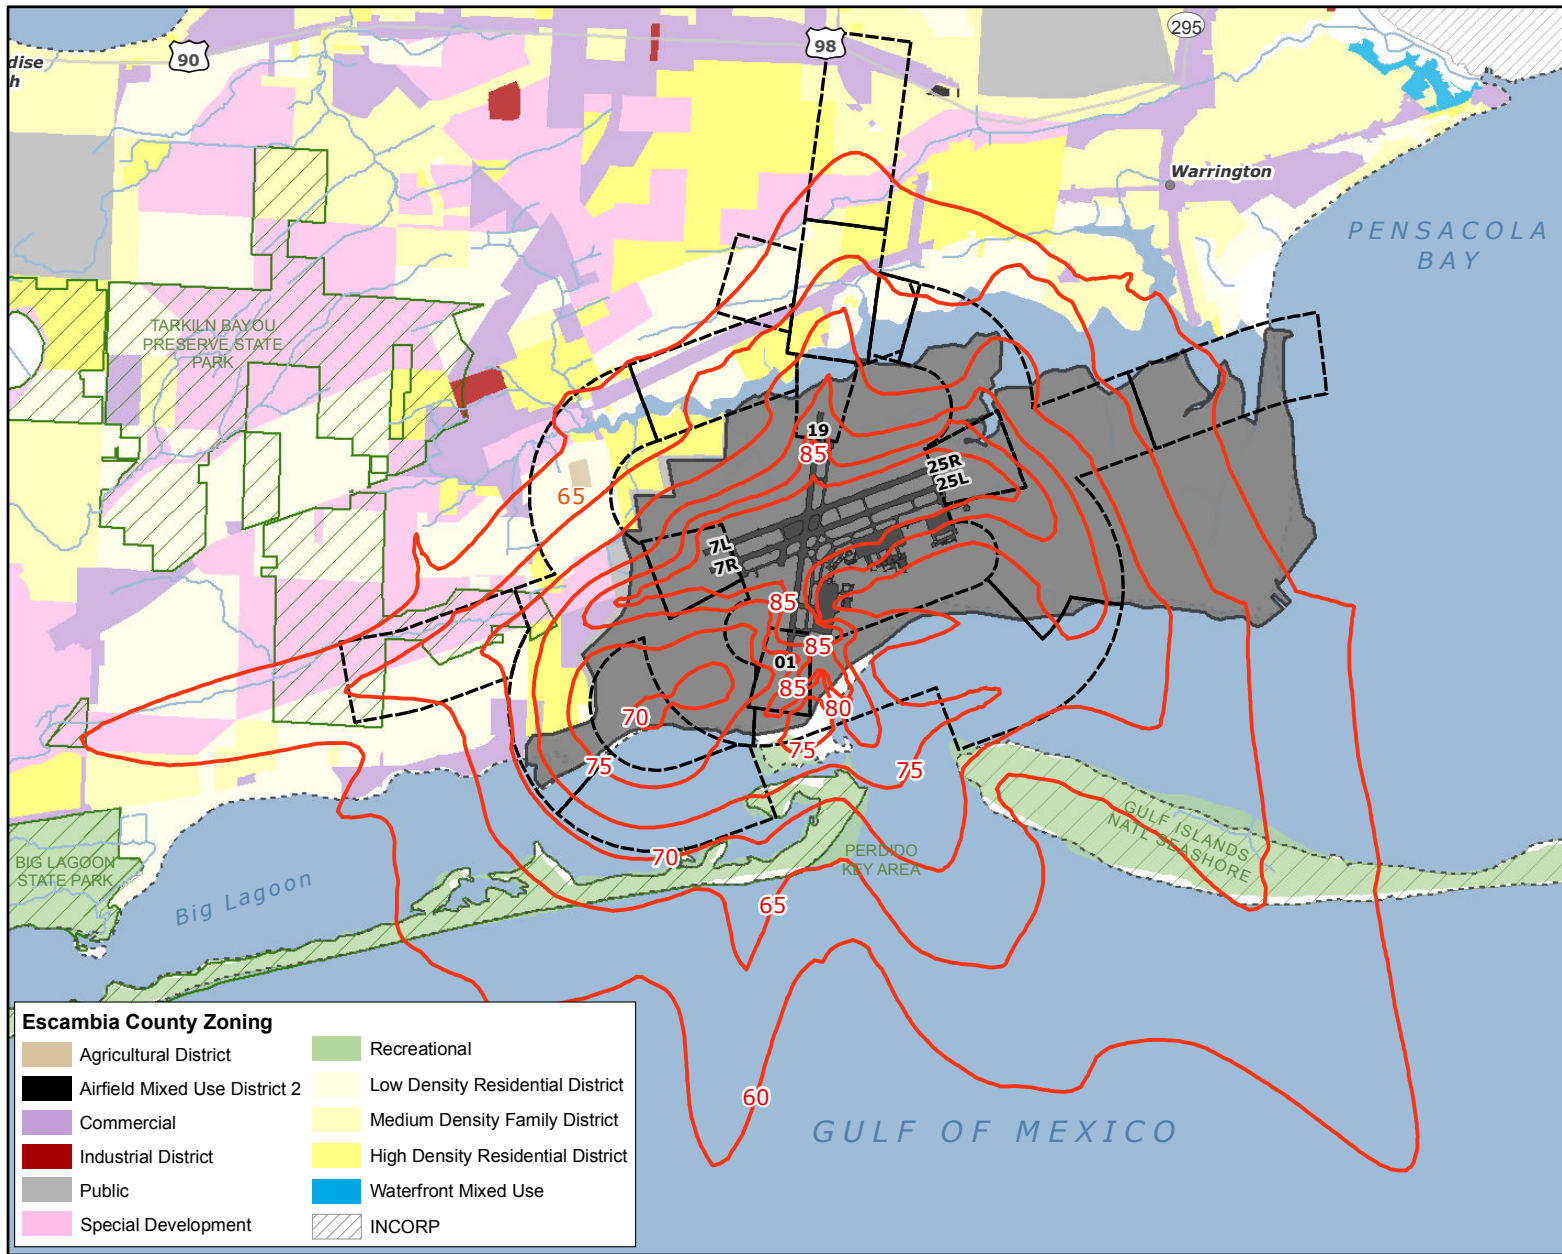 295
98
90
dise
h
Warrington
PENSACOLA
BAY
TARKILN BAYOU
PRESERVE STATE
PARK
19
85
25R
25L
65
7L
7R
85
85
01
85
80
70
75
75
75
70
GULF ISLANDS
NATL SEASHORE
PERDIDO
KEY AREA
BIG LAGOON
STATE PARK
Big Lagoon
65
60
GULF OF MEXICO
Escambia County Zoning
Agricultural District
Airfield Mixed Use District 2
Commercial
Industrial District
Public
Special Development
Recreational
Low Density Residential District
Medium Density Family District
High Density Residential District
Waterfront Mixed Use
INCORP